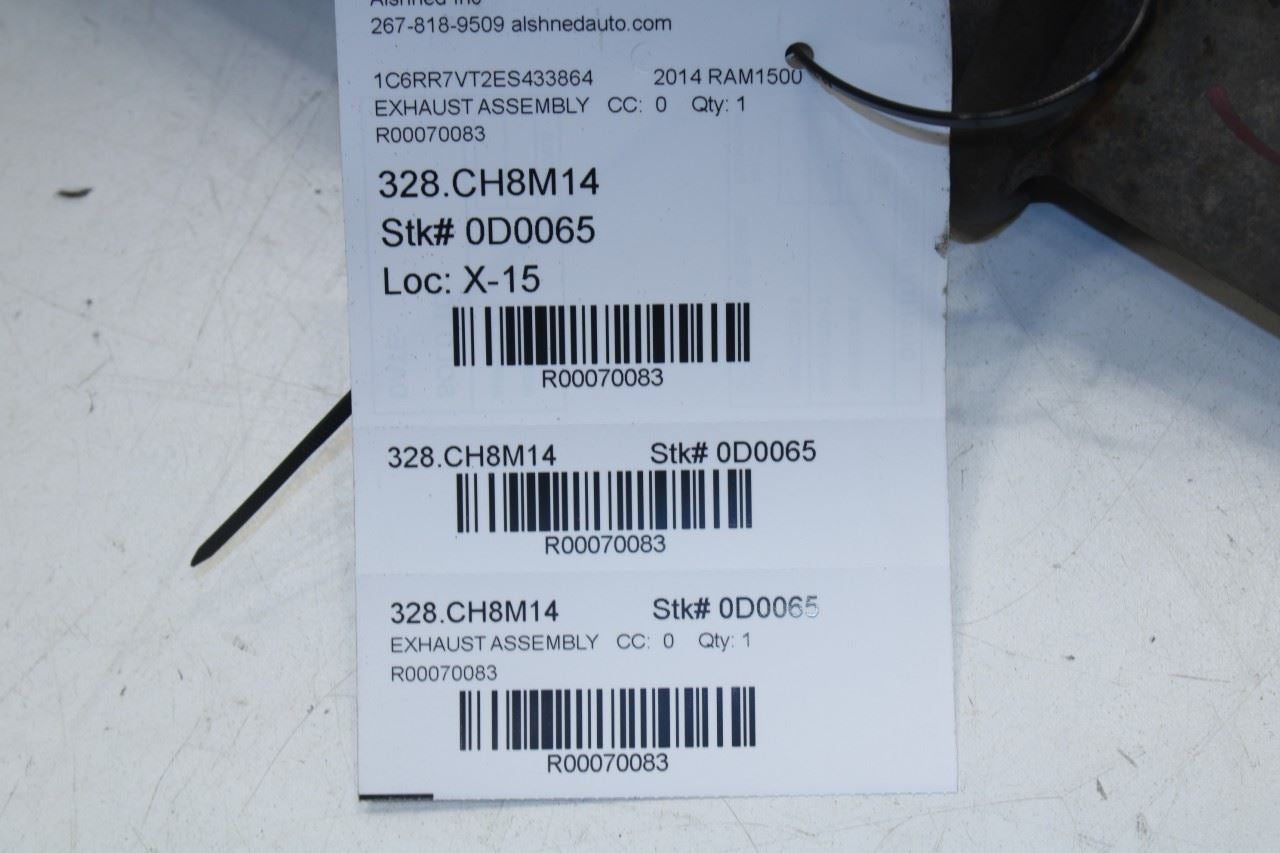 Alshned Inc
267-818-9509 alshnedauto.com
1C6RR7VT2ES433864 2014 RAM1500
EXHAUST ASSEMBLY CC: 0 Qty: 1
R00070083
328.CH8M14
Stk# 0D0065
Loc: X-15
R00070083
328.CH8M14 Stk# 0D0065
R00070083
328.CH8M14 Stk# 0D0065
EXHAUST ASSEMBLY CC: 0 Qty: 1
R00070083
R00070083